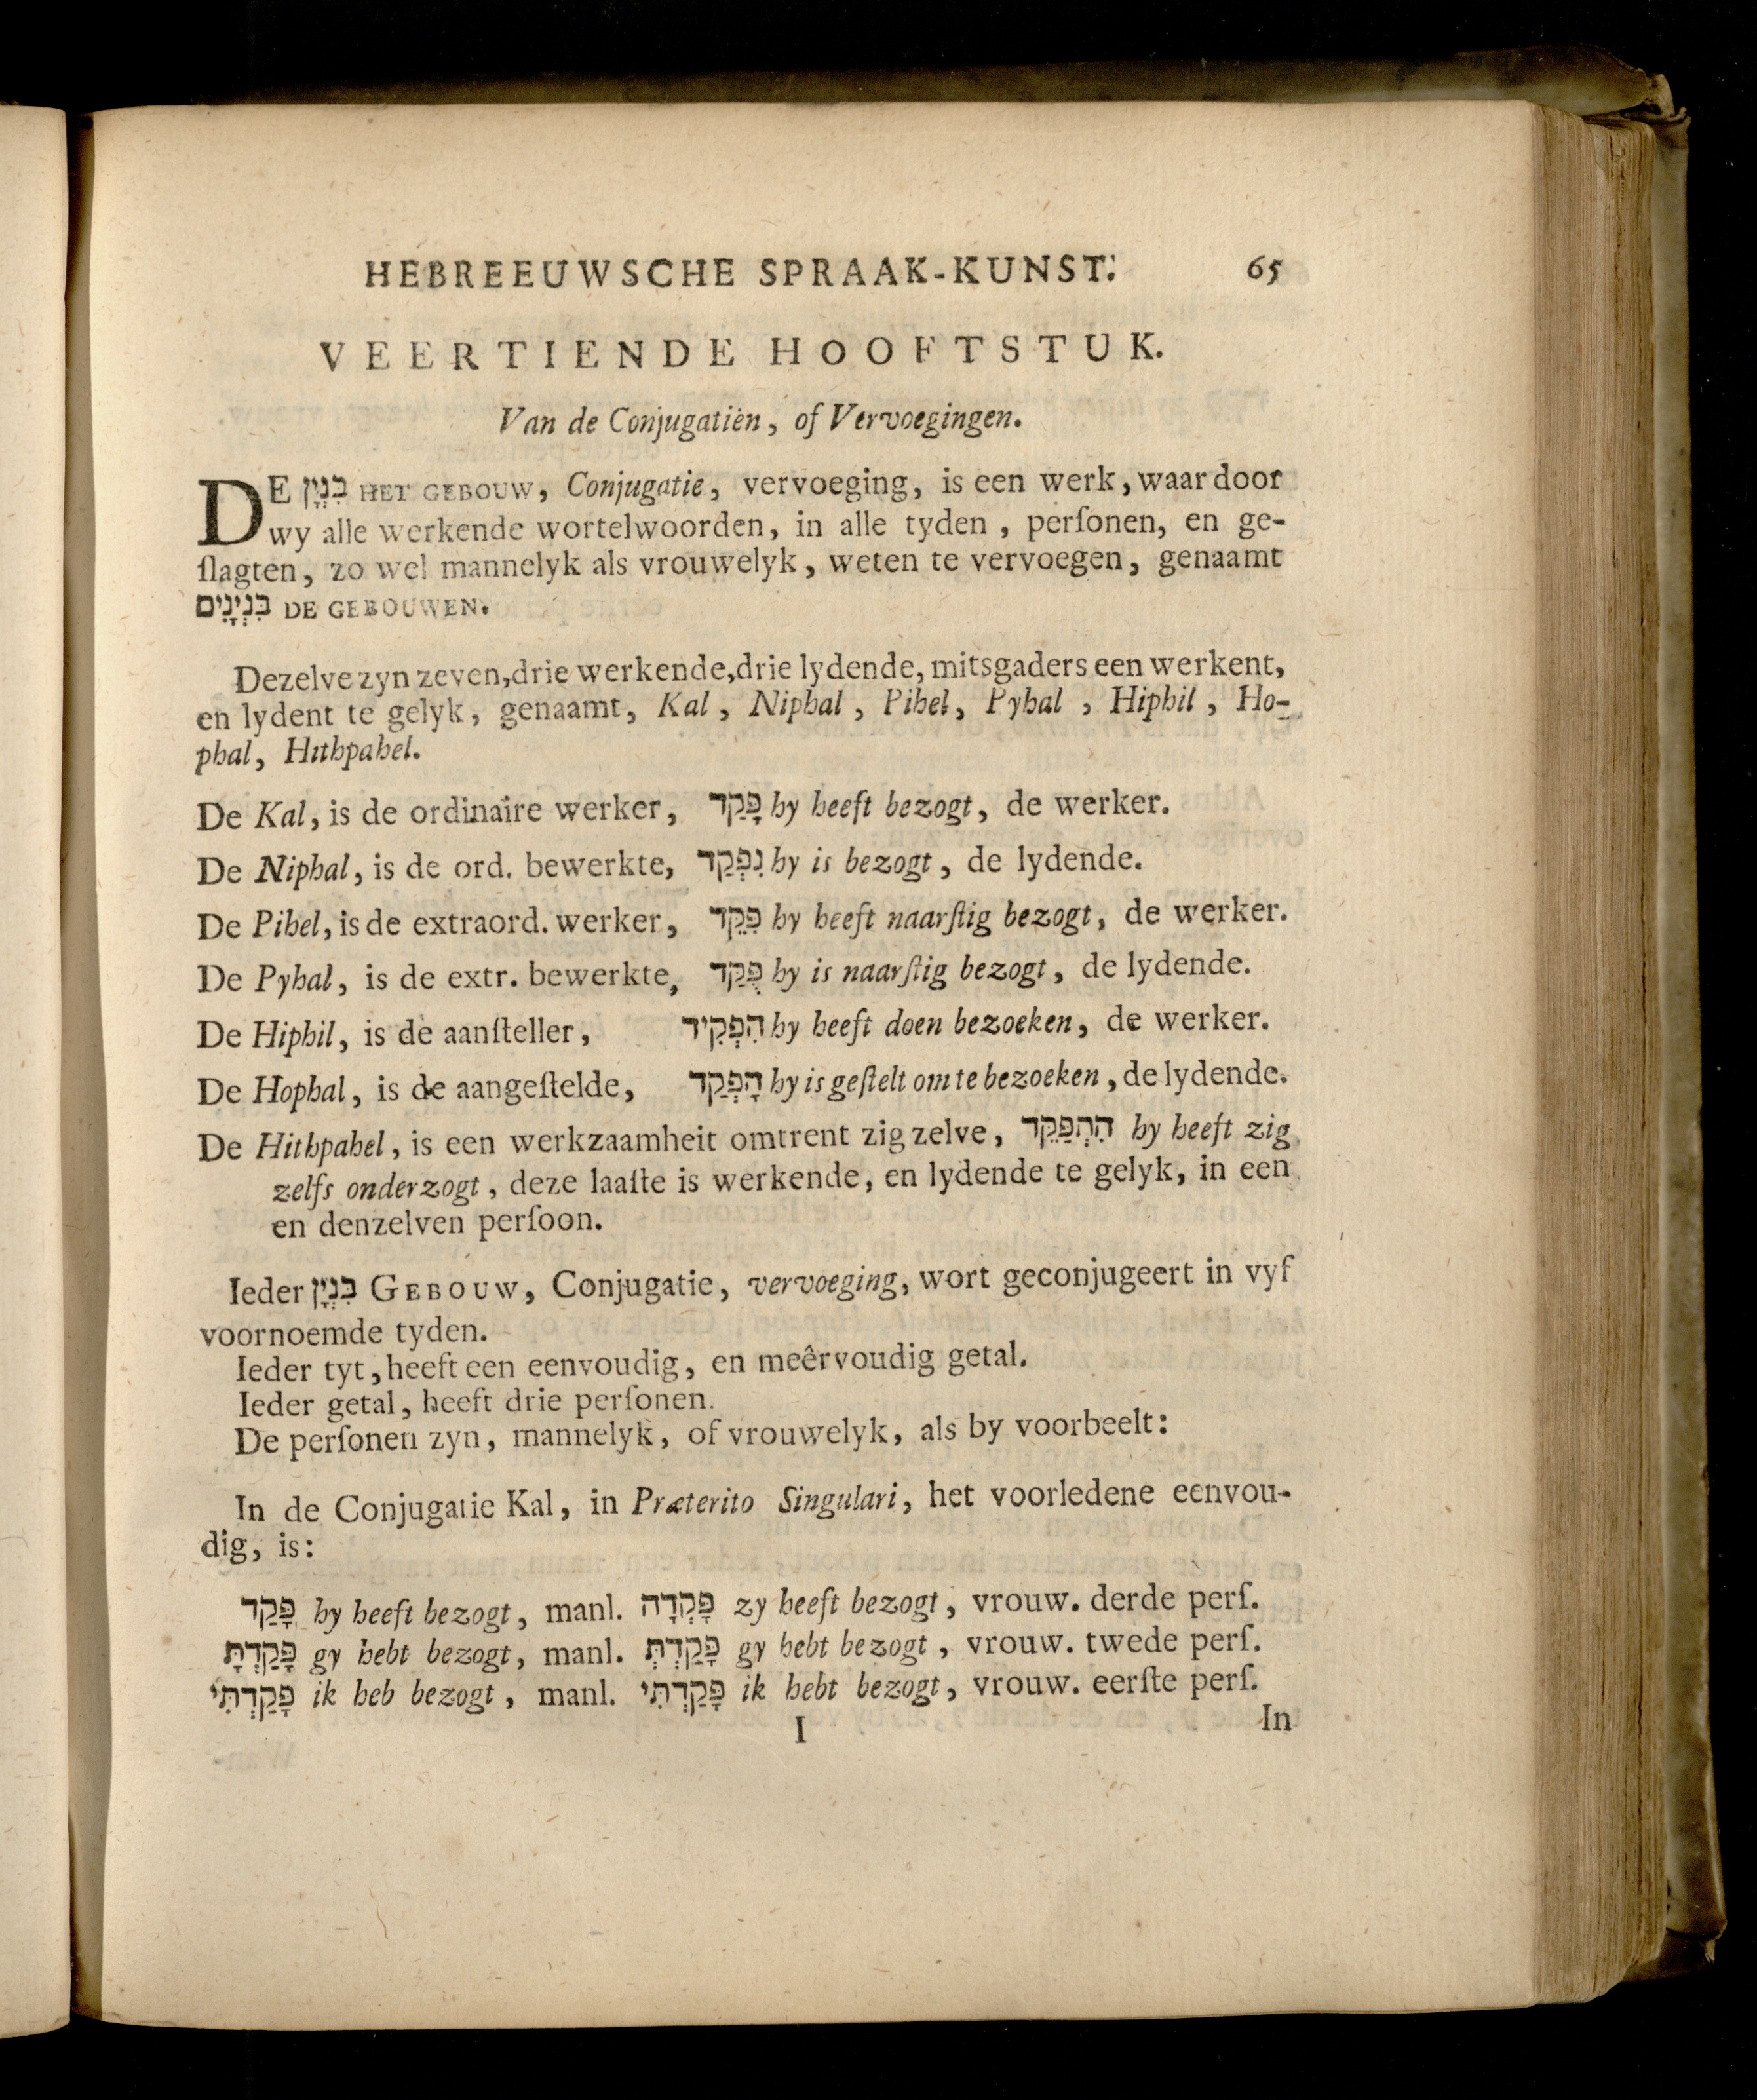 HEBREEUWSCHE SPRAAK-KUNST. 65
VEERTIENDE HOOFTSTUK.
Van de Conjugatiën, of Vervoegingen.
DE בִּנְיָן HET GEBOUW, Conjugatie, vervoeging, is een werk, waar door
wy alle werkende wortelwoorden, in alle tyden, perſonen, en ge-
ſlagten, zo wel mannelyk als vrouwelyk, weten te vervoegen, genaamt
בִּנְיָנִים DE GEBOUWEN.
Dezelve zyn zeven, drie werkende, drie lydende, mitsgaders een werkent,
en lydent te gelyk, genaamt, Kal, Niphal, Pihel, Pyhal, Hiphil, Ho-
phal, Hithpahel.
De Kal, is de ordinaire werker, פָּקַד hy heeft bezogt, de werker.
De Niphal, is de ord. bewerkte, נִפְקַד hy is bezogt, de lydende.
De Pihel, is de extraord. werker, פִּקֵּד hy heeft naarſtig bezogt, de werker.
De Pyhal, is de extr. bewerkte, פֻּקַּד hy is naarſtig bezogt, de lydende.
De Hiphil, is de aanſteller, הִפְקִיד hy heeft doen bezoeken, de werker.
De Hophal, is de aangeſtelde, הָפְקַד hy is geſtelt om te bezoeken, de lydende.
De Hithpahel, is een werkzaamheit omtrent zig zelve, הִתְפַּקֵּד hy heeft zig
zelfs onderzogt, deze laaſte is werkende, en lydende te gelyk, in een
en denzelven perſoon.
Ieder בִּנְיָן GEBOUW, Conjugatie, vervoeging, wort geconjugeert in vyf
voornoemde tyden.
Ieder tyt, heeft een eenvoudig, en meêrvoudig getal.
Ieder getal, heeft drie perſonen.
De perſonen zyn, mannelyk, of vrouwelyk, als by voorbeelt:
In de Conjugatie Kal, in Præterito Singulari, het voorledene eenvou-
dig, is:
פָּקַד hy heeft bezogt, manl. פָּקְדָה zy heeft bezogt, vrouw. derde perſ.
פָּקַדְתָּ gy hebt bezogt, manl. פָּקַדְתְּ gy hebt bezogt, vrouw. twede perſ.
פָּקַדְתִּי ik heb bezogt, manl. פָּקַדְתִּי ik hebt bezogt, vrouw. eerſte perſ.
I In